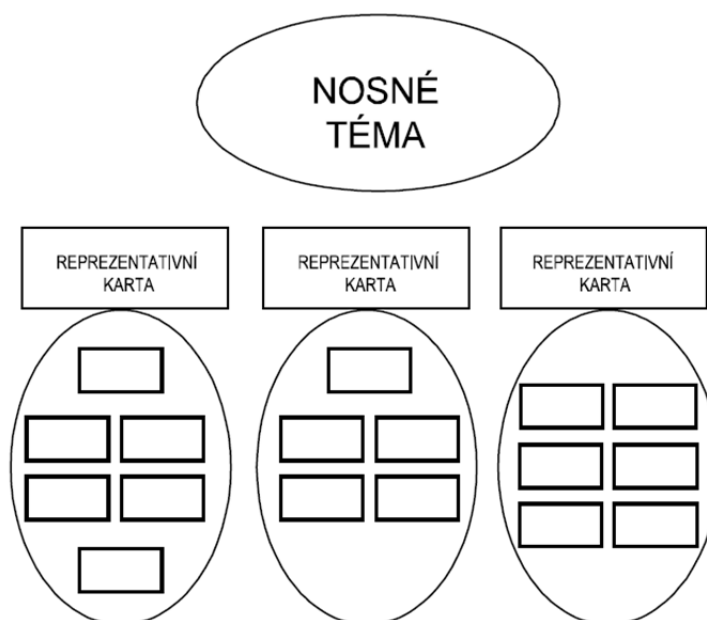 NOSNÉ
TÉMA
REPREZENTATIVNÍ
KARTA
REPREZENTATIVNÍ
KARTA
REPREZENTATIVNÍ
KARTA